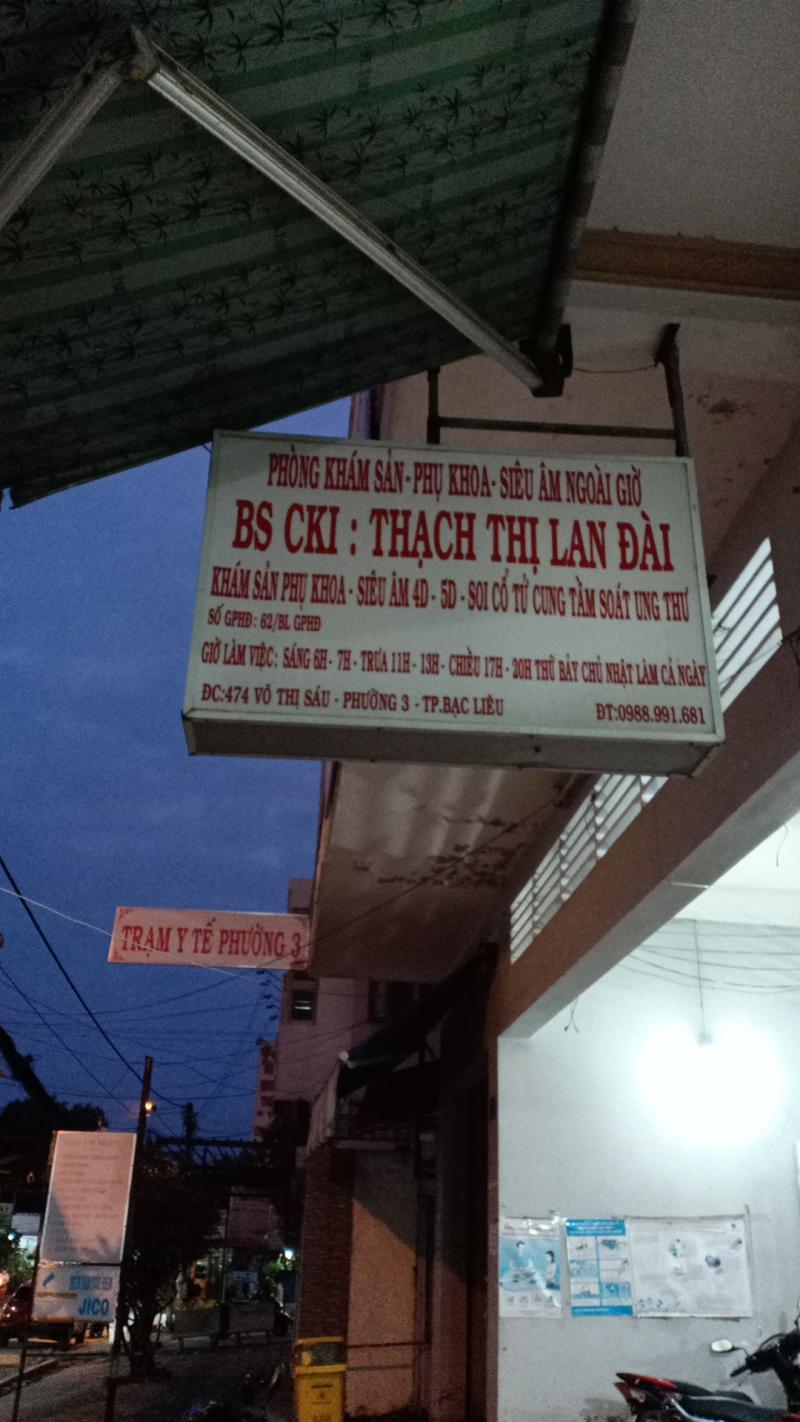 PHÒNG KHÁM SẢN - PHỤ KHOA - SIÊU ÂM NGOÀI GIỜ
BS CKI : THẠCH THỊ LAN ĐÀI
KHÁM SẢN PHỤ KHOA - SIÊU ÂM 4D - 5D - SOI CỔ TỬ CUNG TẦM SOÁT UNG THƯ
SỐ GPHĐ: 62/BL GPHĐ
GIỜ LÀM VIỆC: SÁNG 6H - 7H - TRƯA 11H - 13H - CHIỀU 17H - 20H THỨ BẢY CHỦ NHẬT LÀM CẢ NGÀY
ĐC:474 VÕ THỊ SÁU - PHƯỜNG 3 - TP.BẠC LIÊU ĐT:0988.991.681
TRẠM Y TẾ PHƯỜNG 3
JICO